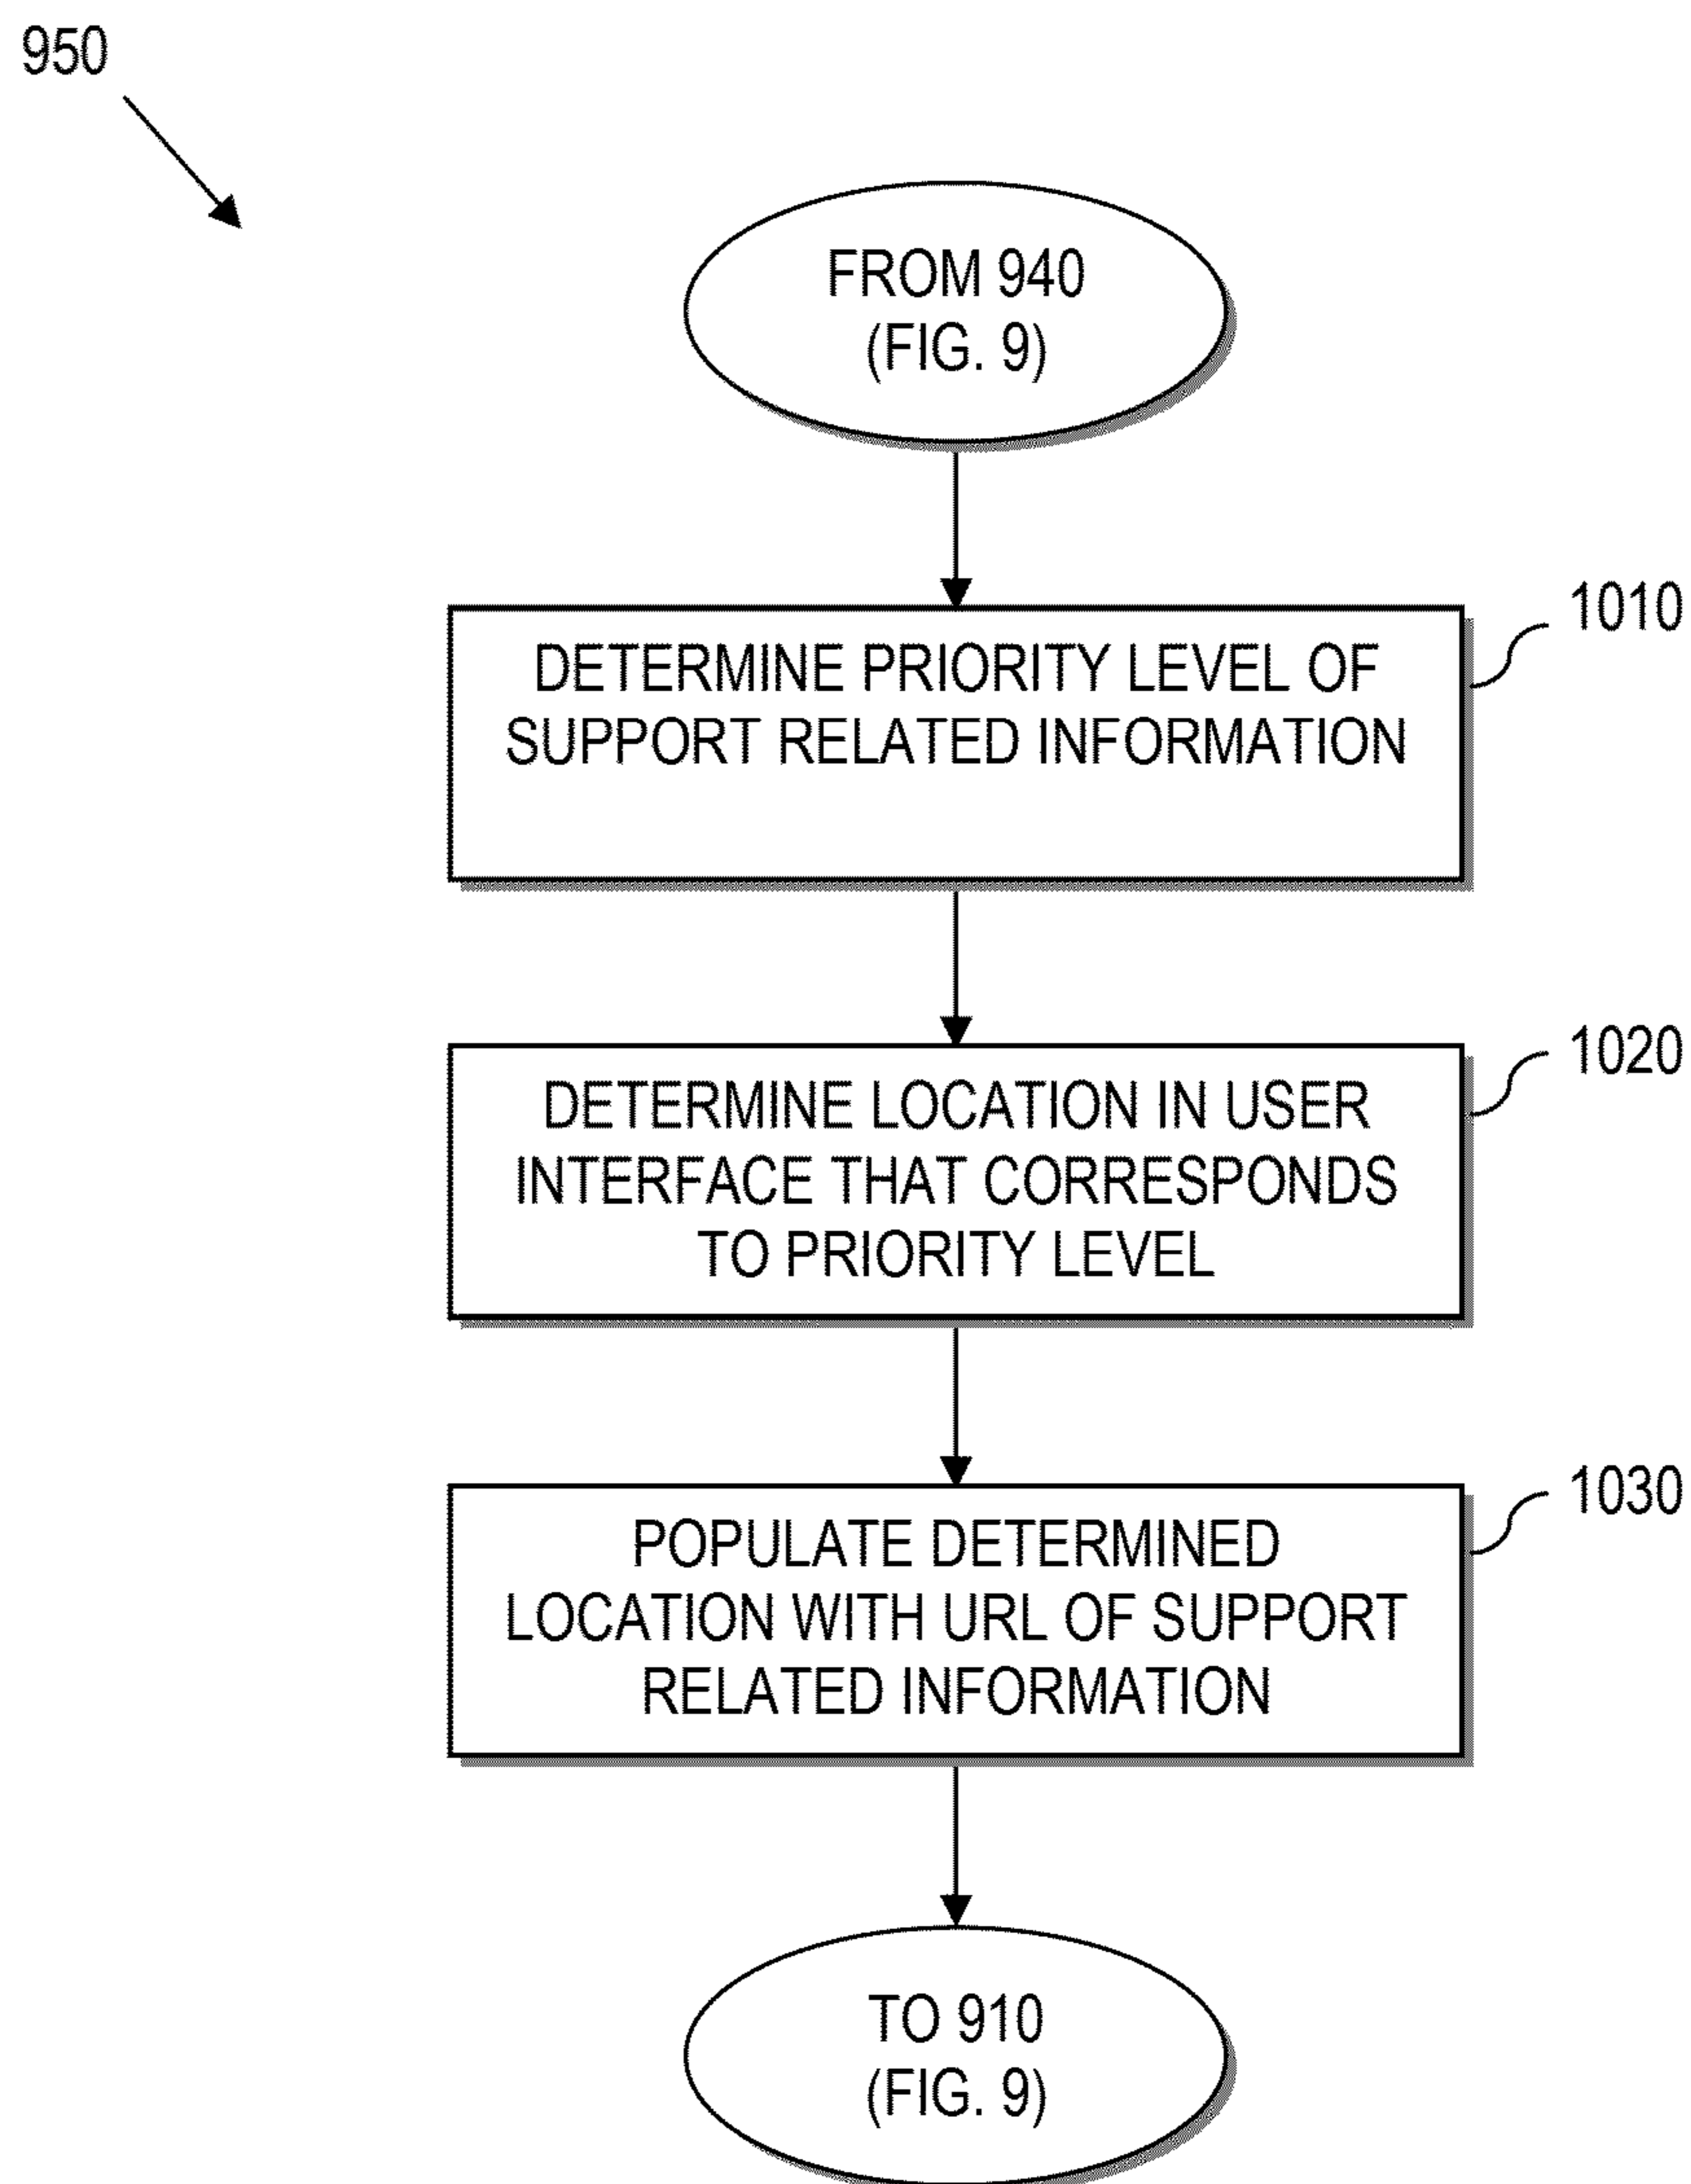 950
FROM 940
(FIG. 9)
1010
DETERMINE PRIORITY LEVEL OF
SUPPORT RELATED INFORMATION
1020
DETERMINE LOCATION IN USER
INTERFACE THAT CORRESPONDS
TO PRIORITY LEVEL
1030
POPULATE DETERMINED
LOCATION WITH URL OF SUPPORT
RELATED INFORMATION
TO 910
(FIG. 9)